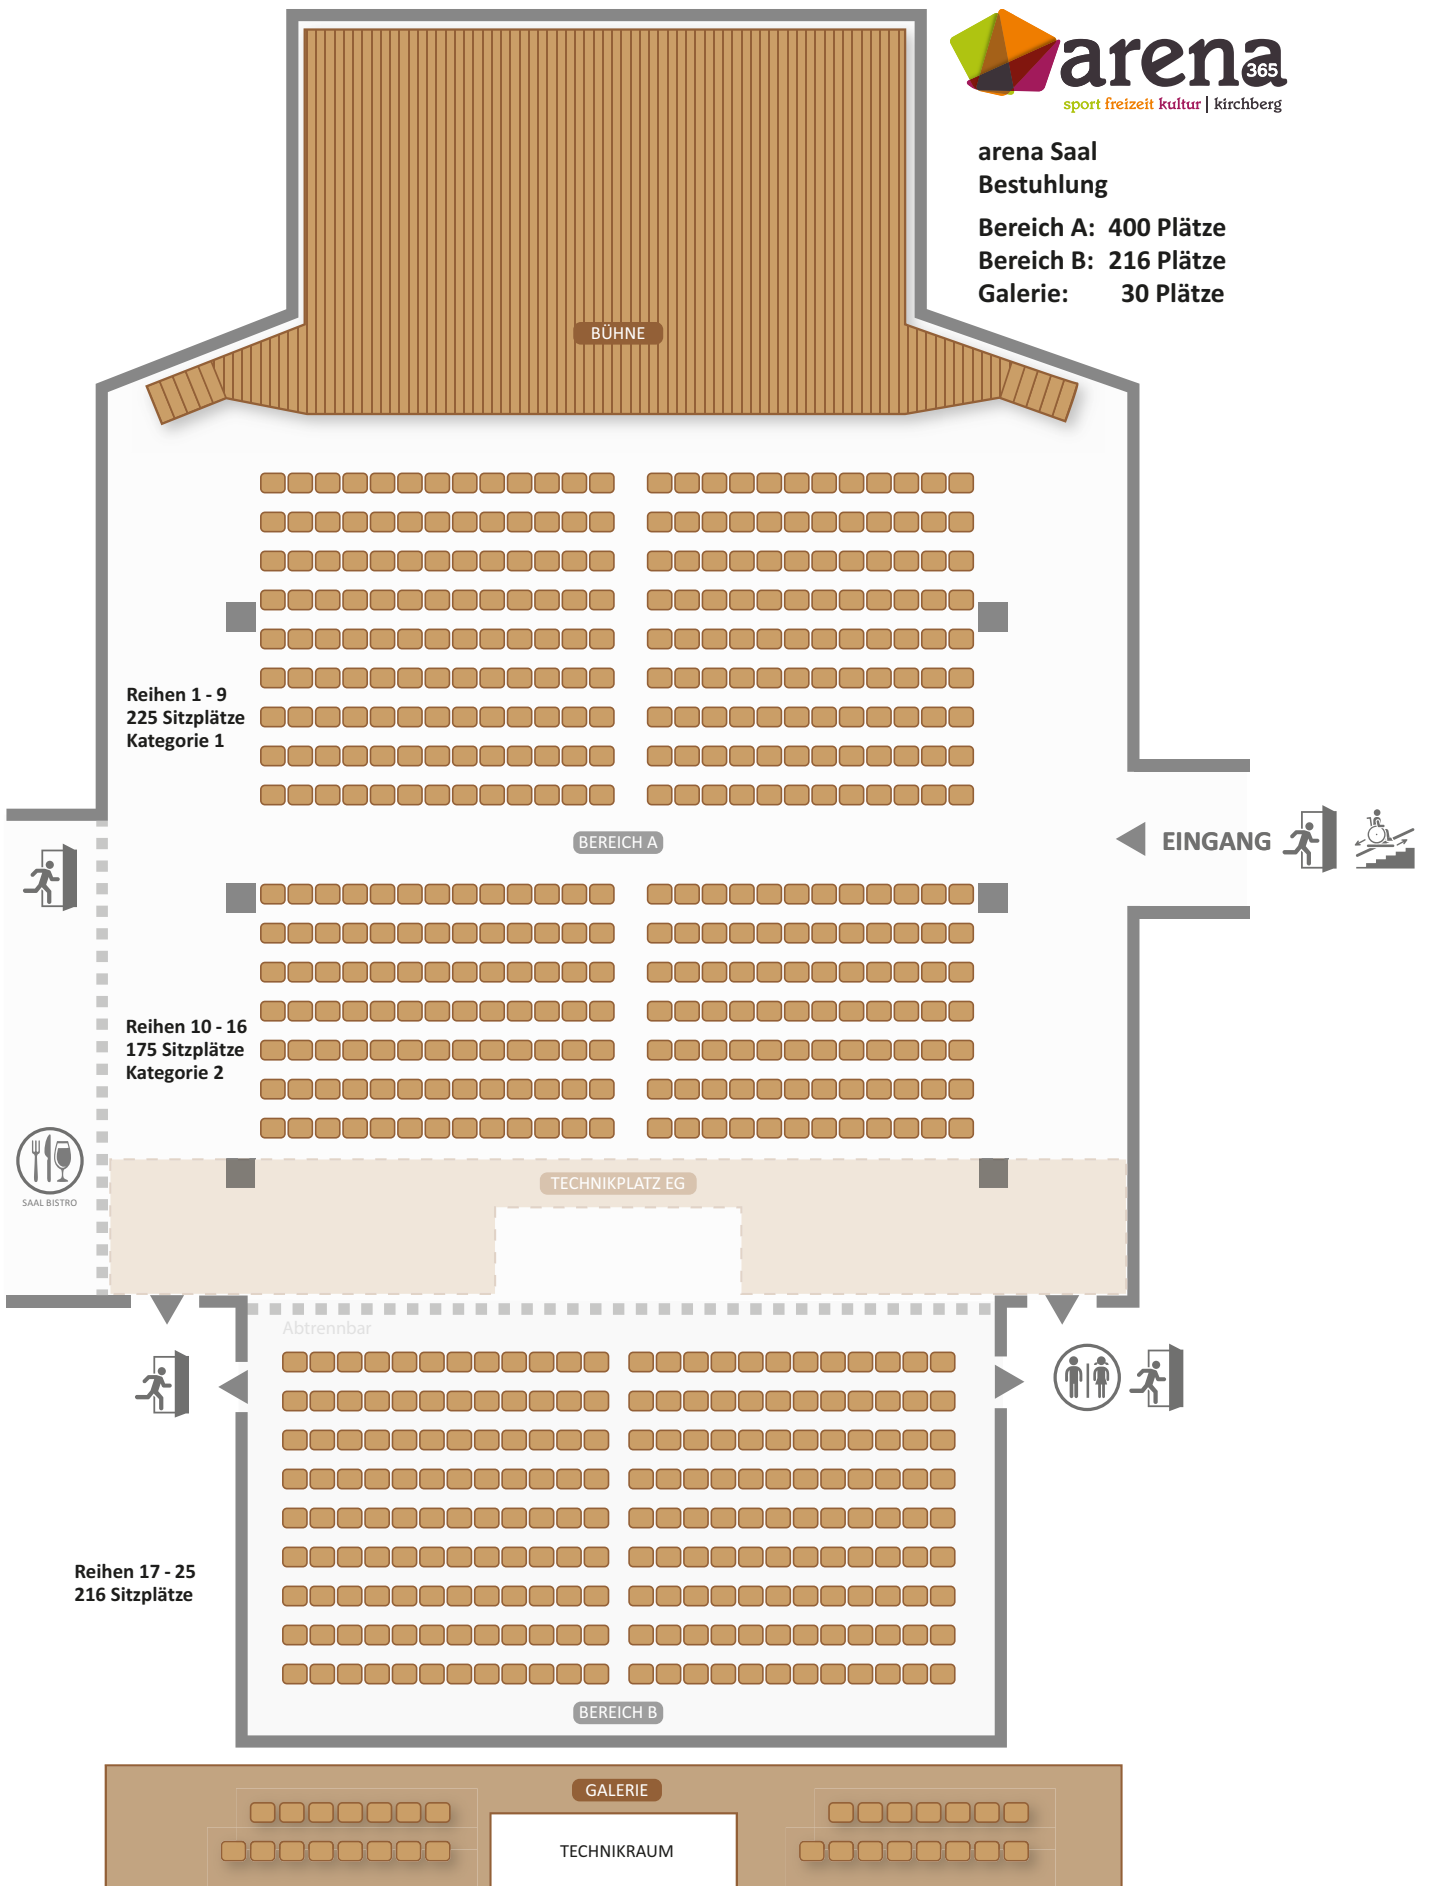 arena
365
sport freizeit kultur | kirchberg
arena Saal
Bestuhlung
Bereich A: 400 Plätze
Bereich B: 216 Plätze
Galerie: 30 Plätze
BÜHNE
Reihen 1 - 9
225 Sitzplätze
Kategorie 1
BEREICH A
EINGANG
Reihen 10 - 16
175 Sitzplätze
Kategorie 2
SAAL BISTRO
TECHNIKPLATZ EG
Abtrennbar
Reihen 17 - 25
216 Sitzplätze
BEREICH B
GALERIE
TECHNIKRAUM